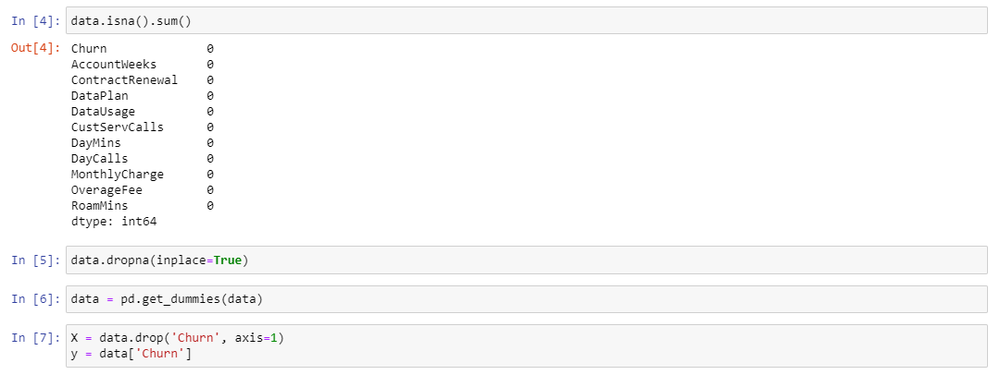 In [4]: data.isna().sum()
Out[4]: Churn 0
AccountWeeks 0
ContractRenewal 0
DataPlan 0
DataUsage 0
CustServCalls 0
DayMins 0
DayCalls 0
MonthlyCharge 0
OverageFee 0
RoamMins 0
dtype: int64
In [5]: data.dropna(inplace=True)
In [6]: data = pd.get_dummies(data)
In [7]: X = data.drop('Churn', axis=1)
y = data['Churn']